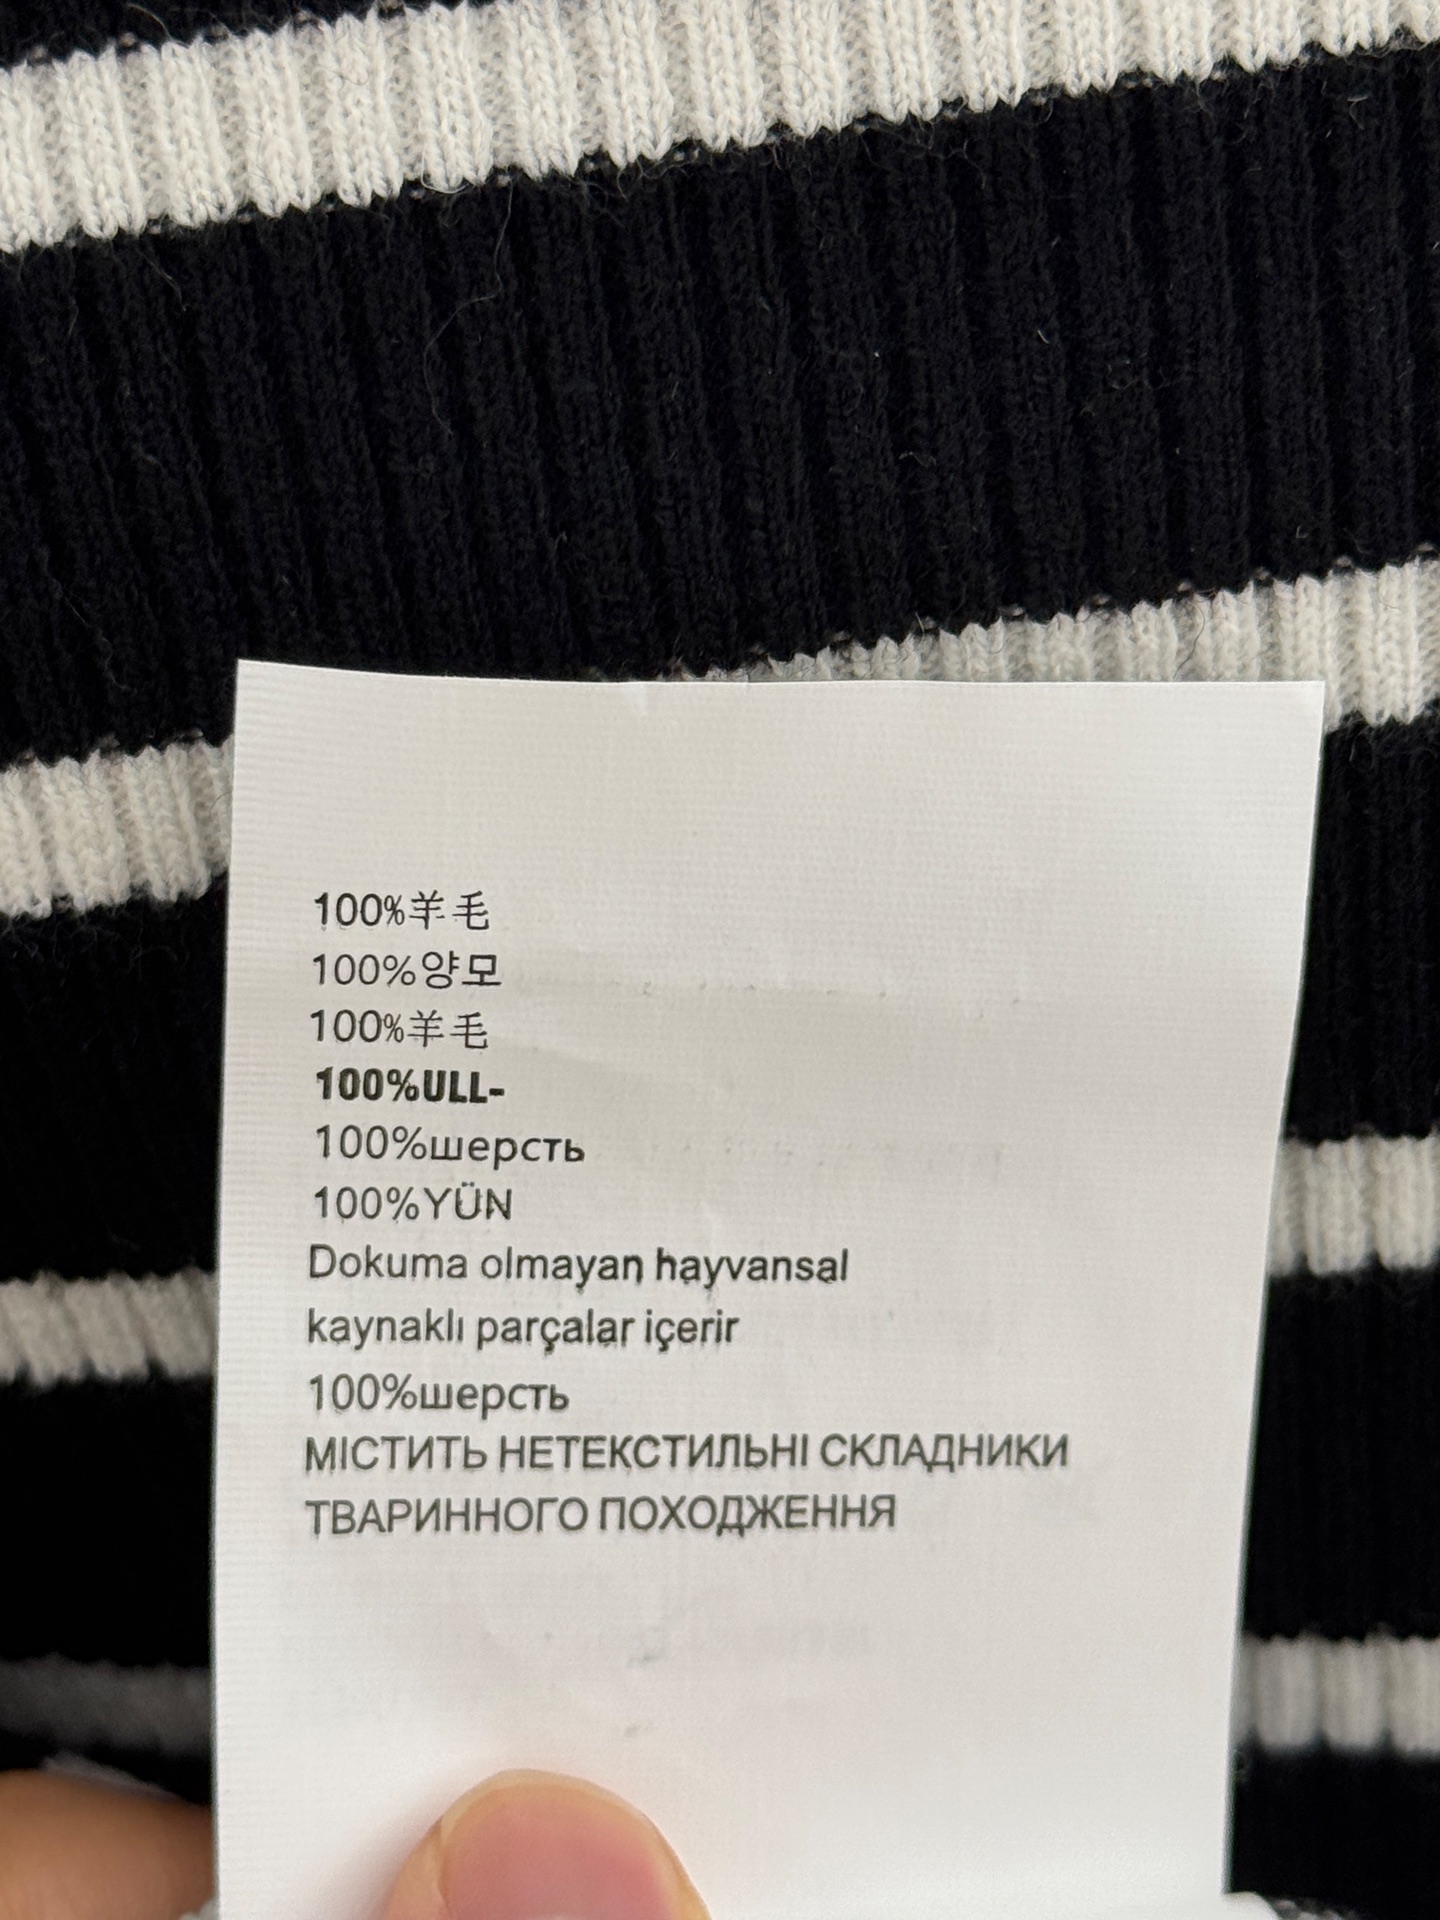 100%羊毛
100%양모
100%羊毛
100%ULL-
100%шерсть
100%YÜN
Dokuma olmayan hayvansal
kaynaklı parçalar içerir
100%шерсть
МІСТИТЬ НЕТЕКСТИЛЬНІ СКЛАДНИКИ
ТВАРИННОГО ПОХОДЖЕННЯ